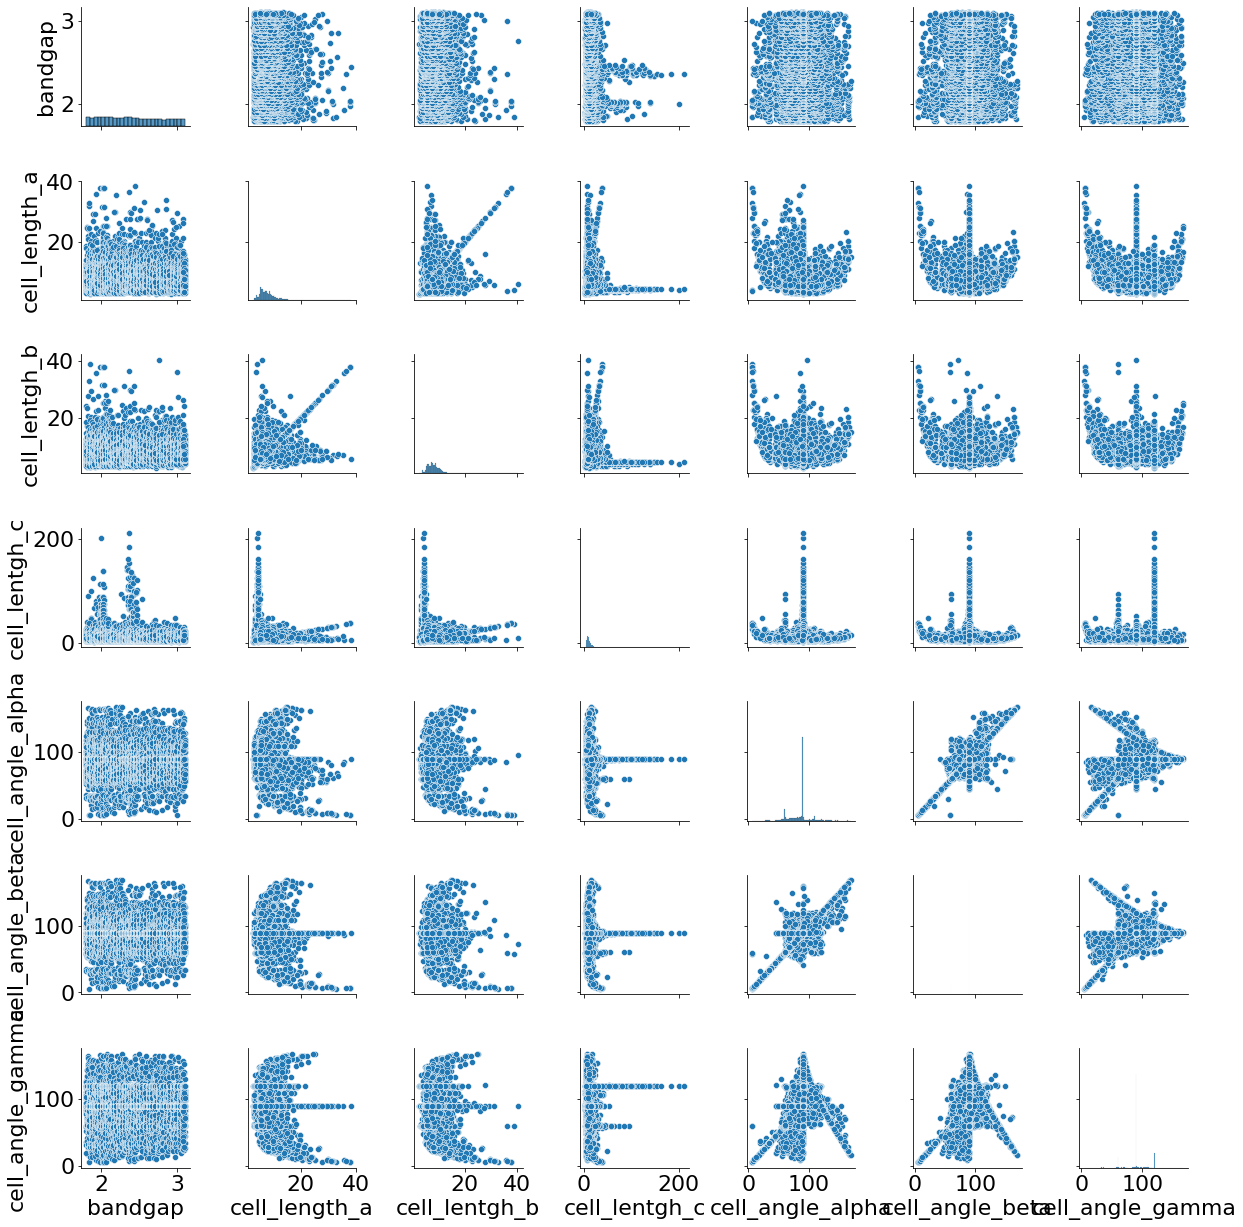 bandgap
3
2
cell_length_a
40
20
cell_lentgh_b
40
20
cell_lentgh_c
200
0
cell_angle_alpha
100
0
cell_angle_beta
100
0
cell_angle_gamma
100
0
2 3 20 40 20 40 0 200 0 100 0 100 0 100
bandgap cell_length_a cell_lentgh_b cell_lentgh_c cell_angle_alpha cell_angle_beta cell_angle_gamma